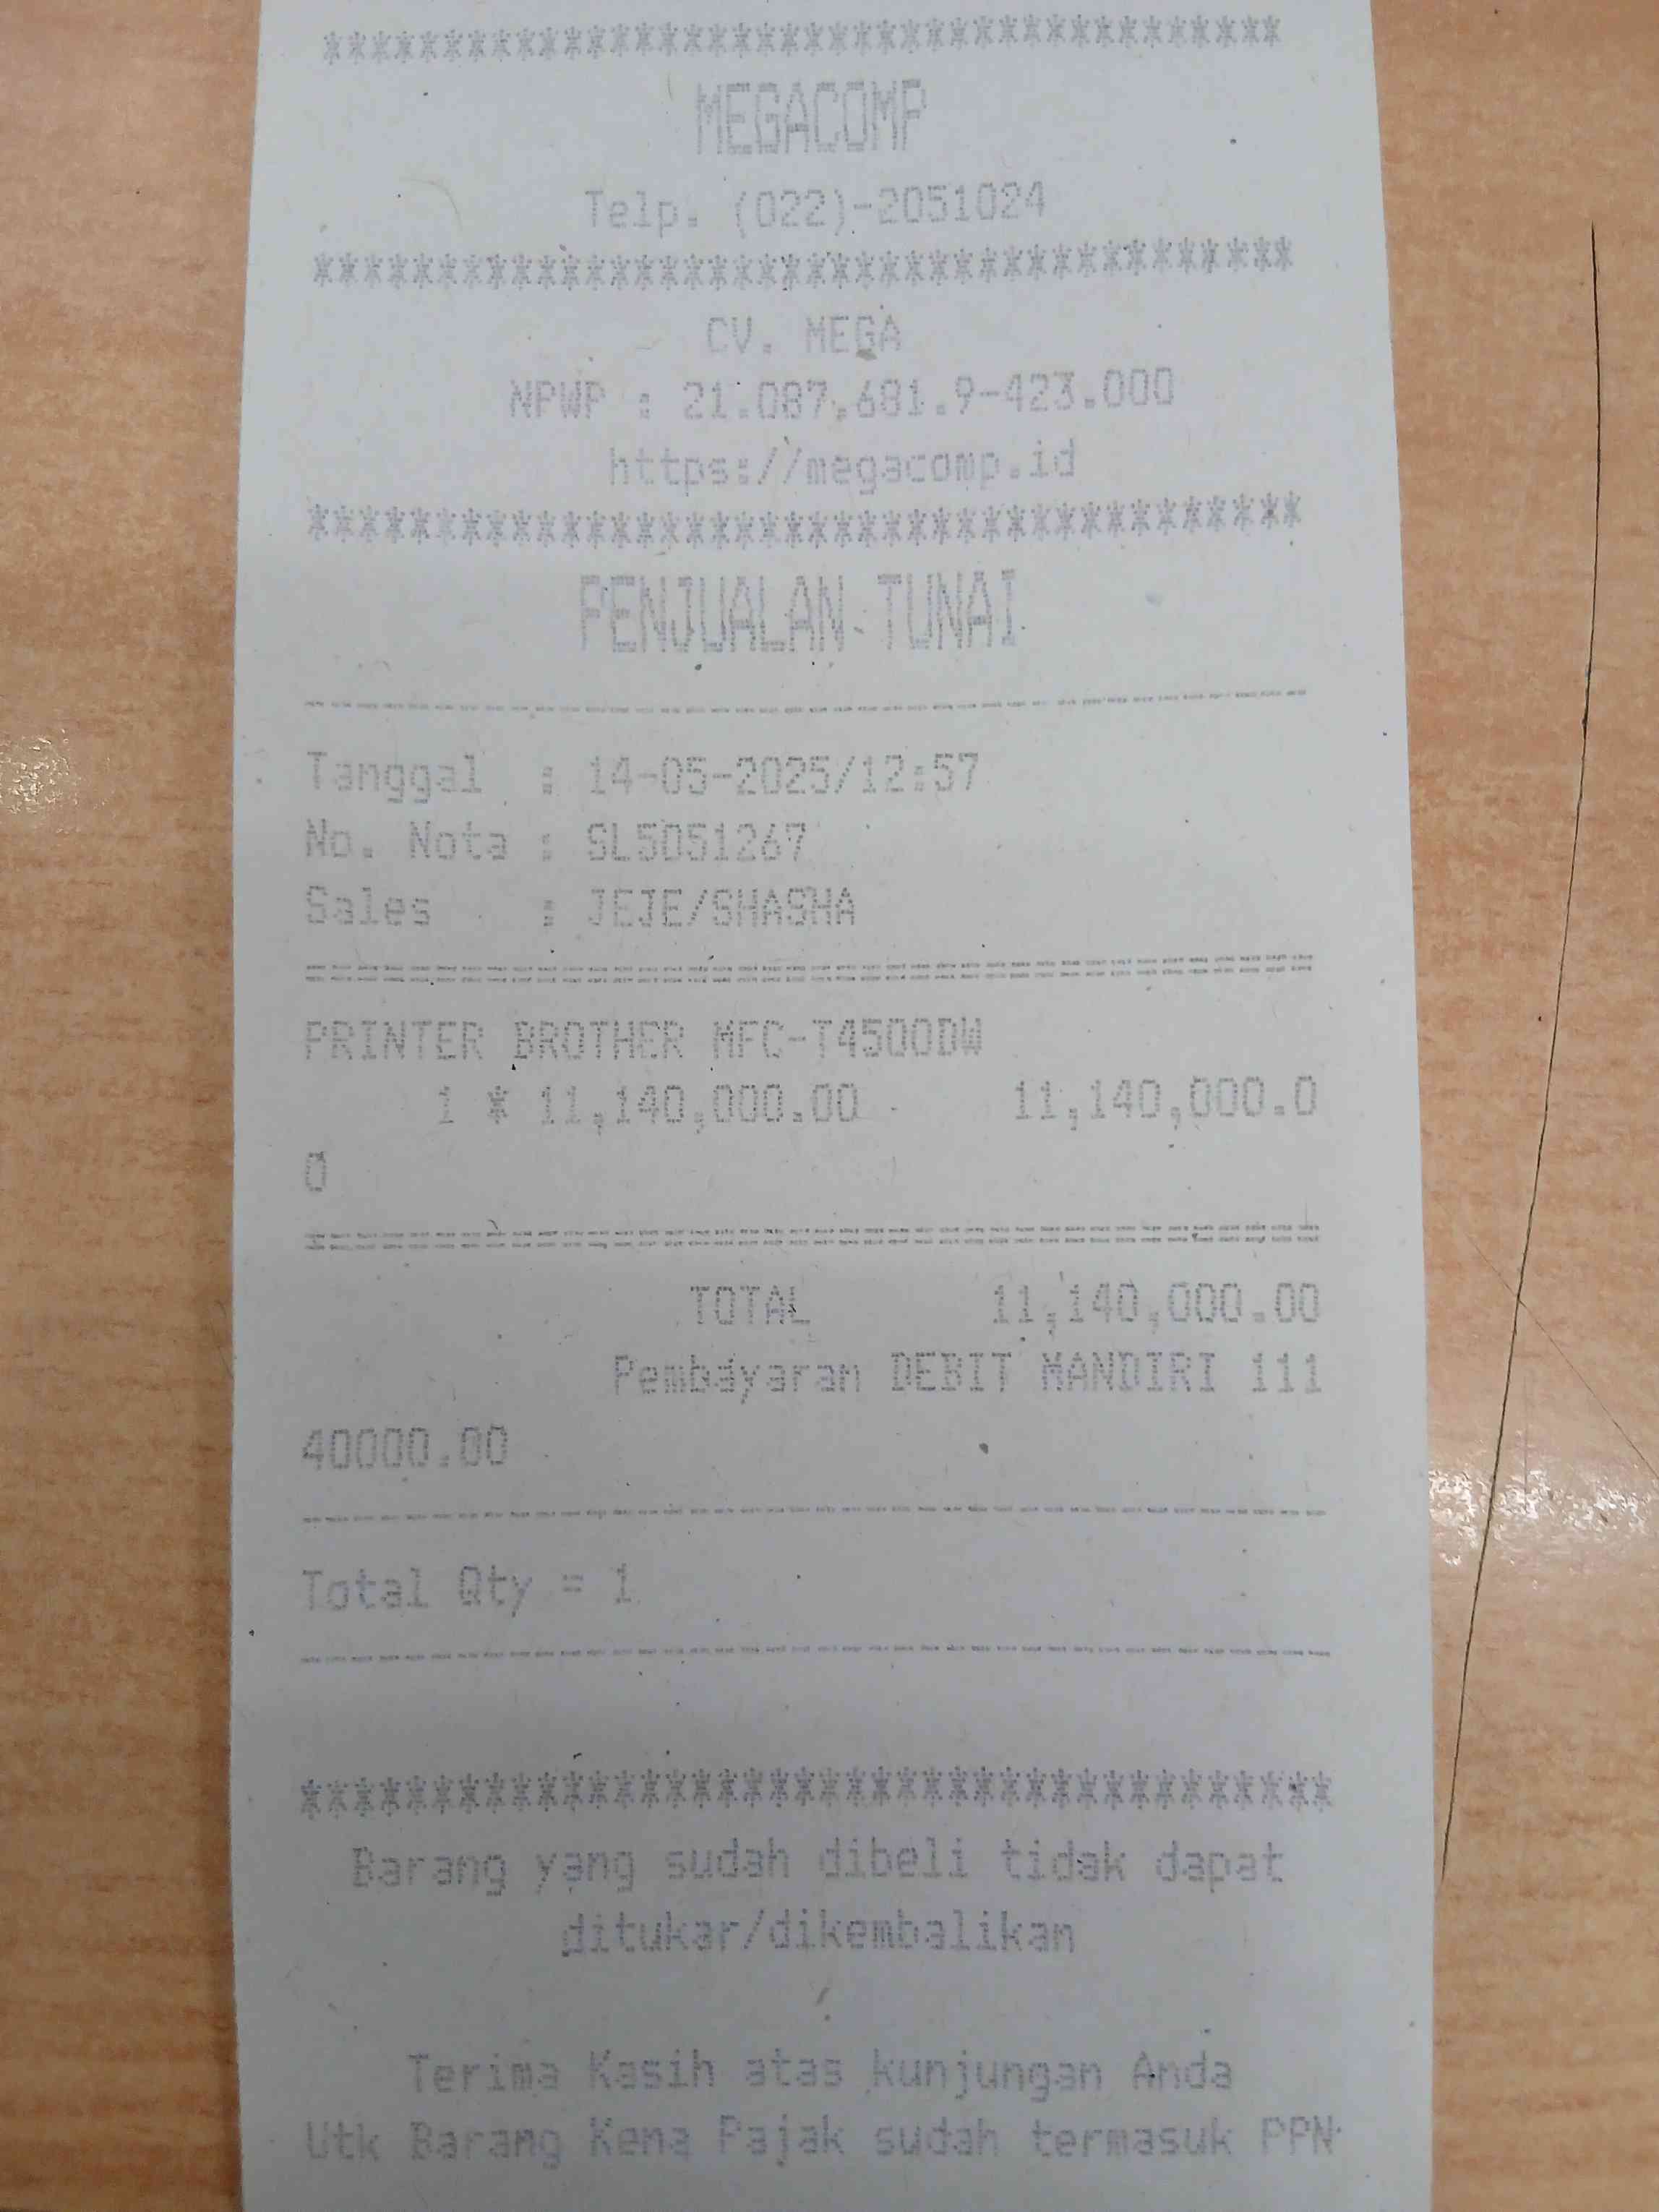 ***************************************
MEGACOMP
Telp. (022)-2051024
***************************************
CV. MEGA
NPWP : 21.087.681.9-423.000
https://megacomp.id
***************************************
PENJUALAN TUNAI
---------------------------------------
Tanggal : 14-05-2025/12:57
No. Nota : SL5051267
Sales : JEJE/GHASHA
=======================================
PRINTER BROTHER MFC-T4500DW
1 * 11,140,000.00 11,140,000.0
0
=======================================
TOTAL 11,140,000.00
Pembayaran DEBIT MANDIRI 111
40000.00
---------------------------------------
Total Qty = 1
---------------------------------------
***************************************
Barang yang sudah dibeli tidak dapat
ditukar/dikembalikan
Terima Kasih atas kunjungan Anda
Utk Barang Kena Pajak sudah termasuk PPN